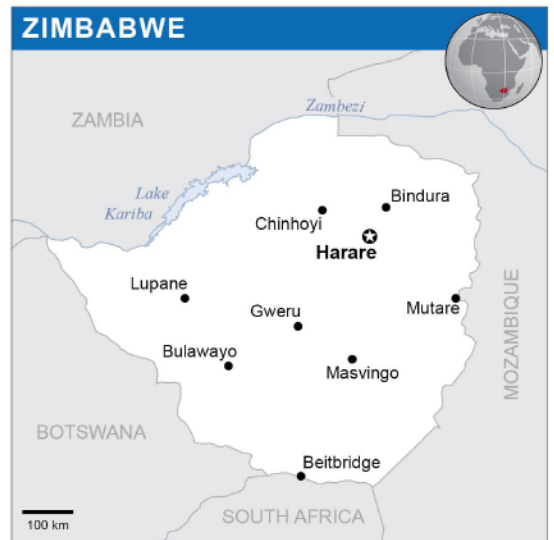 ZIMBABWE
Zambezi
ZAMBIA
Lake
Kariba
Bindura
Chinhoyi
Harare
Lupane
Gweru
Mutare
MOZAMBIQUE
Bulawayo
Masvingo
BOTSWANA
Beitbridge
100 km
SOUTH AFRICA